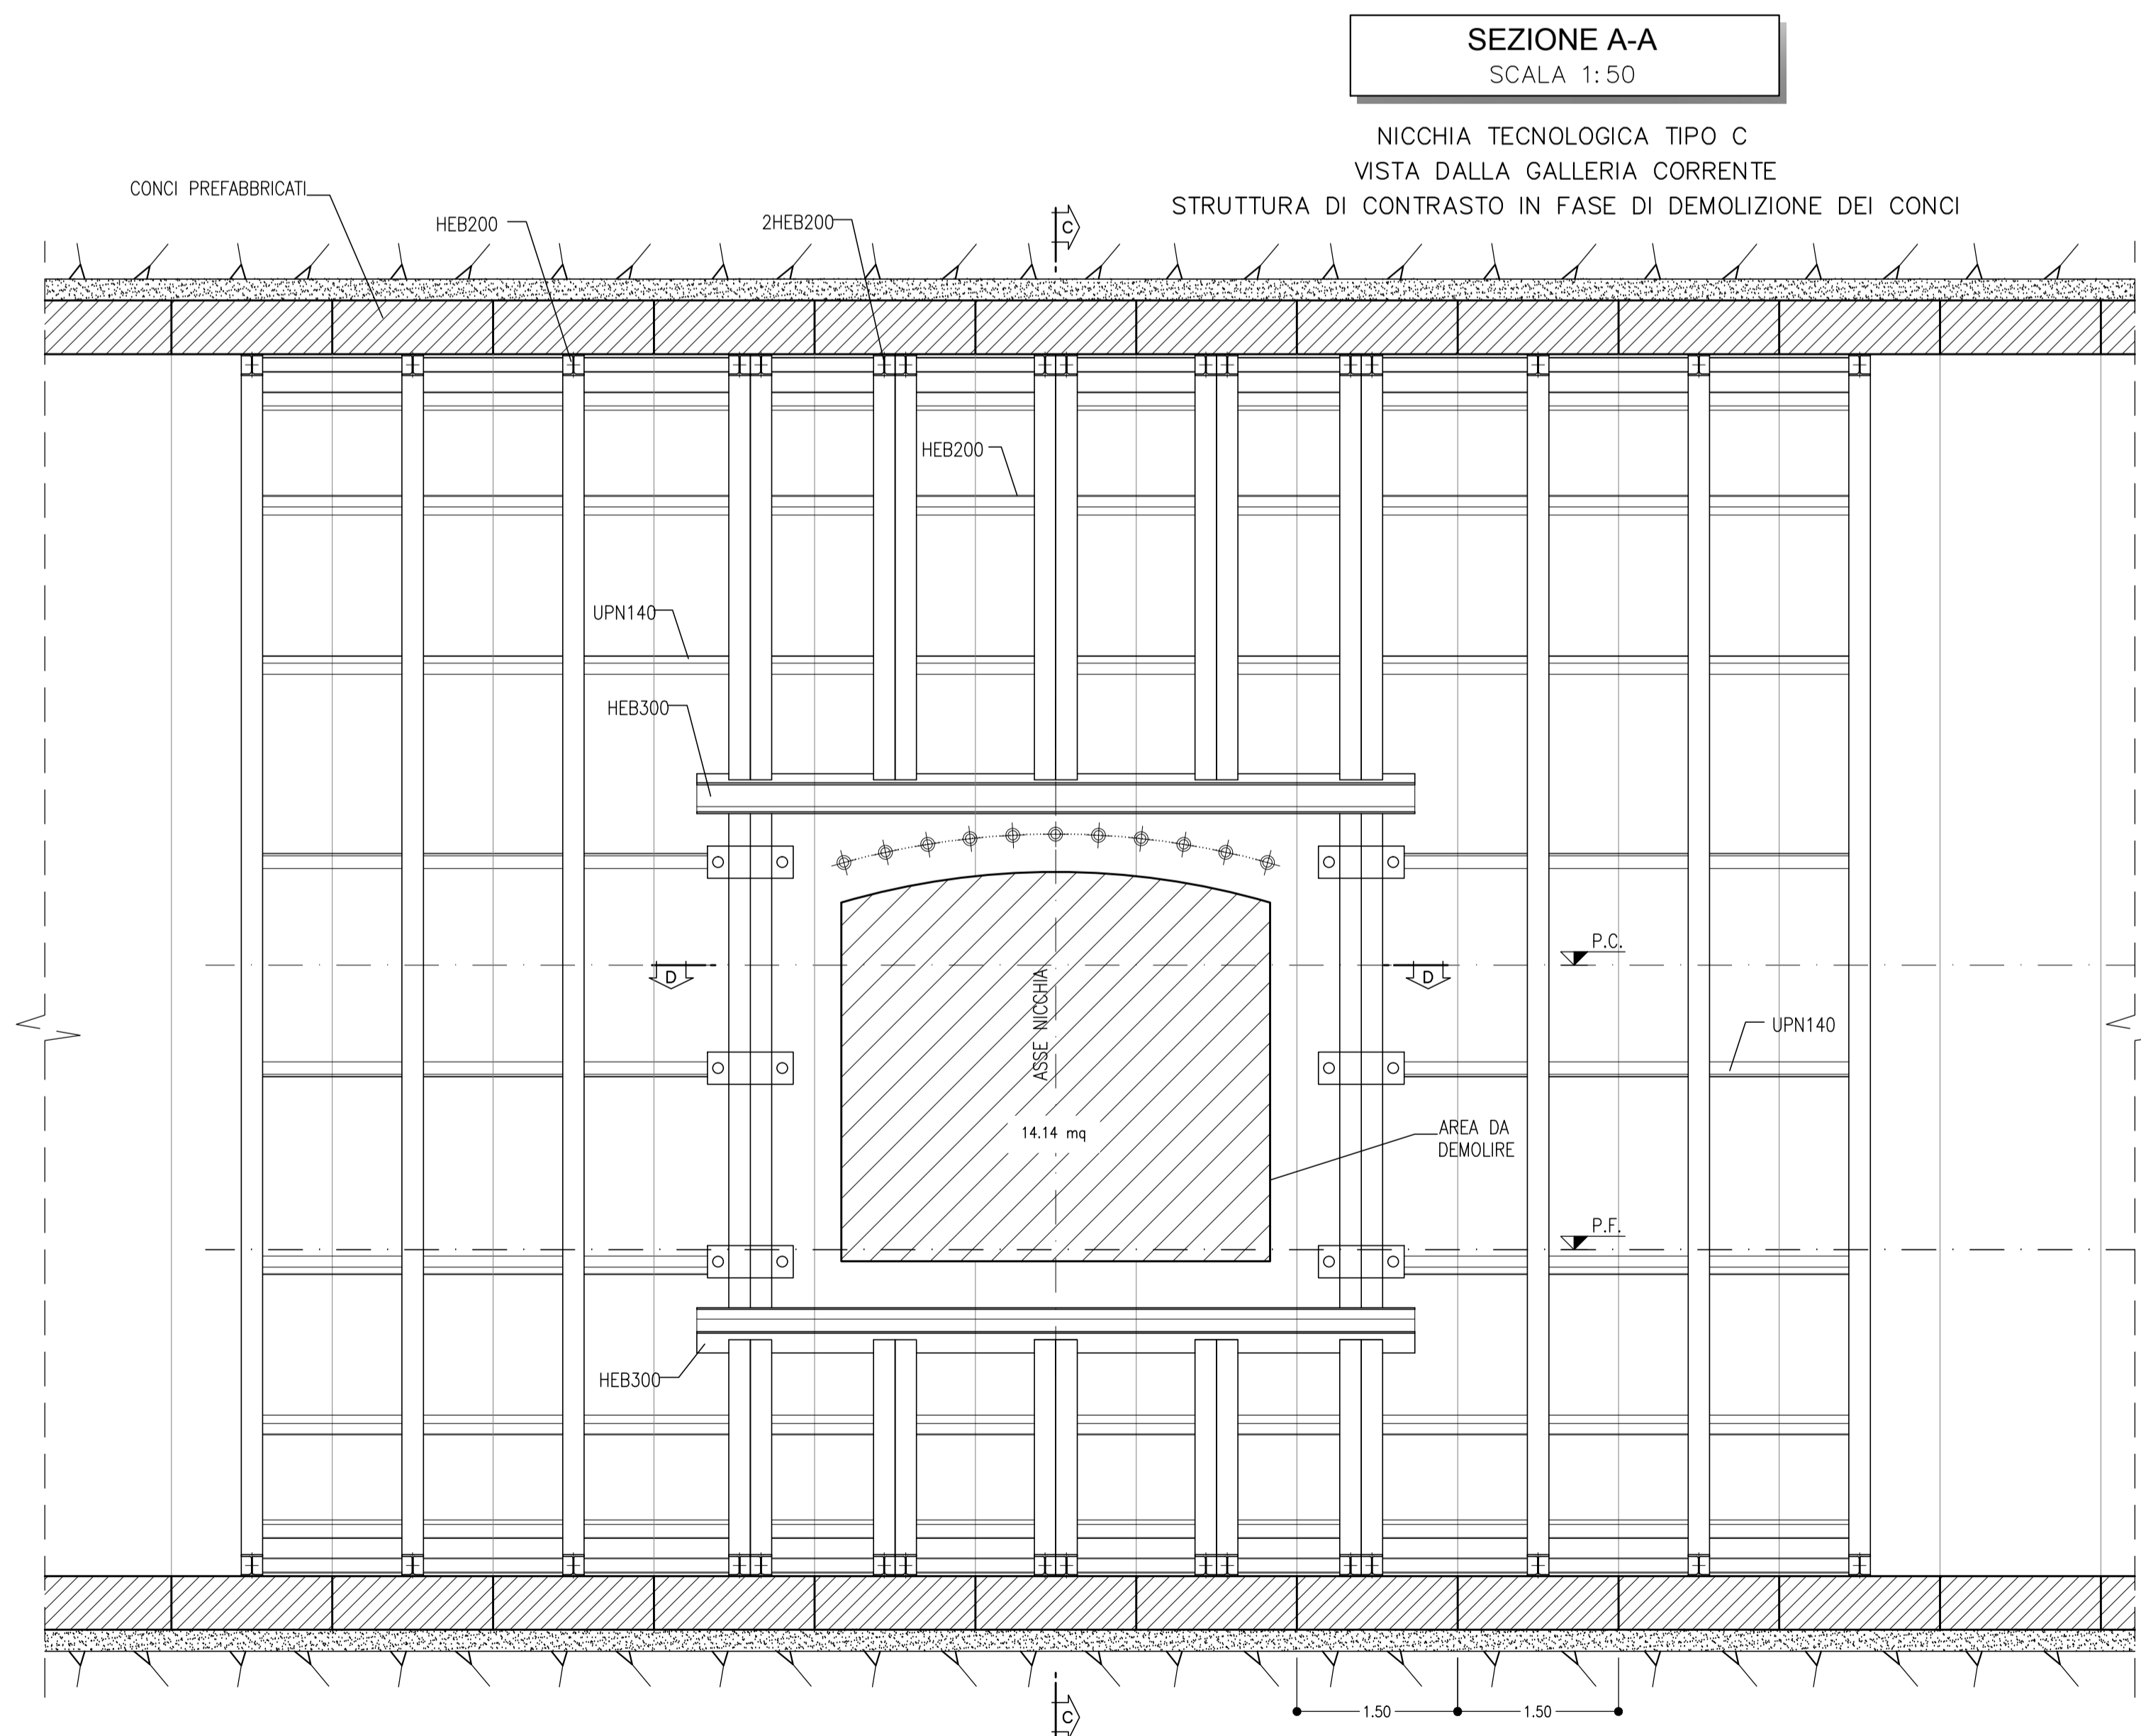 SEZIONE A-A
SCALA 1:50
NICCHIA TECNOLOGICA TIPO C
VISTA DALLA GALLERIA CORRENTE
STRUTTURA DI CONTRASTO IN FASE DI DEMOLIZIONE DEI CONCI
CONCI PREFABBRICATI
HEB200
2HEB200
C
HEB200
UPN140
HEB300
P.C.
D
D
ASSE NICCHIA
UPN140
14.14 mq
AREA DA
DEMOLIRE
P.F.
HEB300
C
1.50
1.50